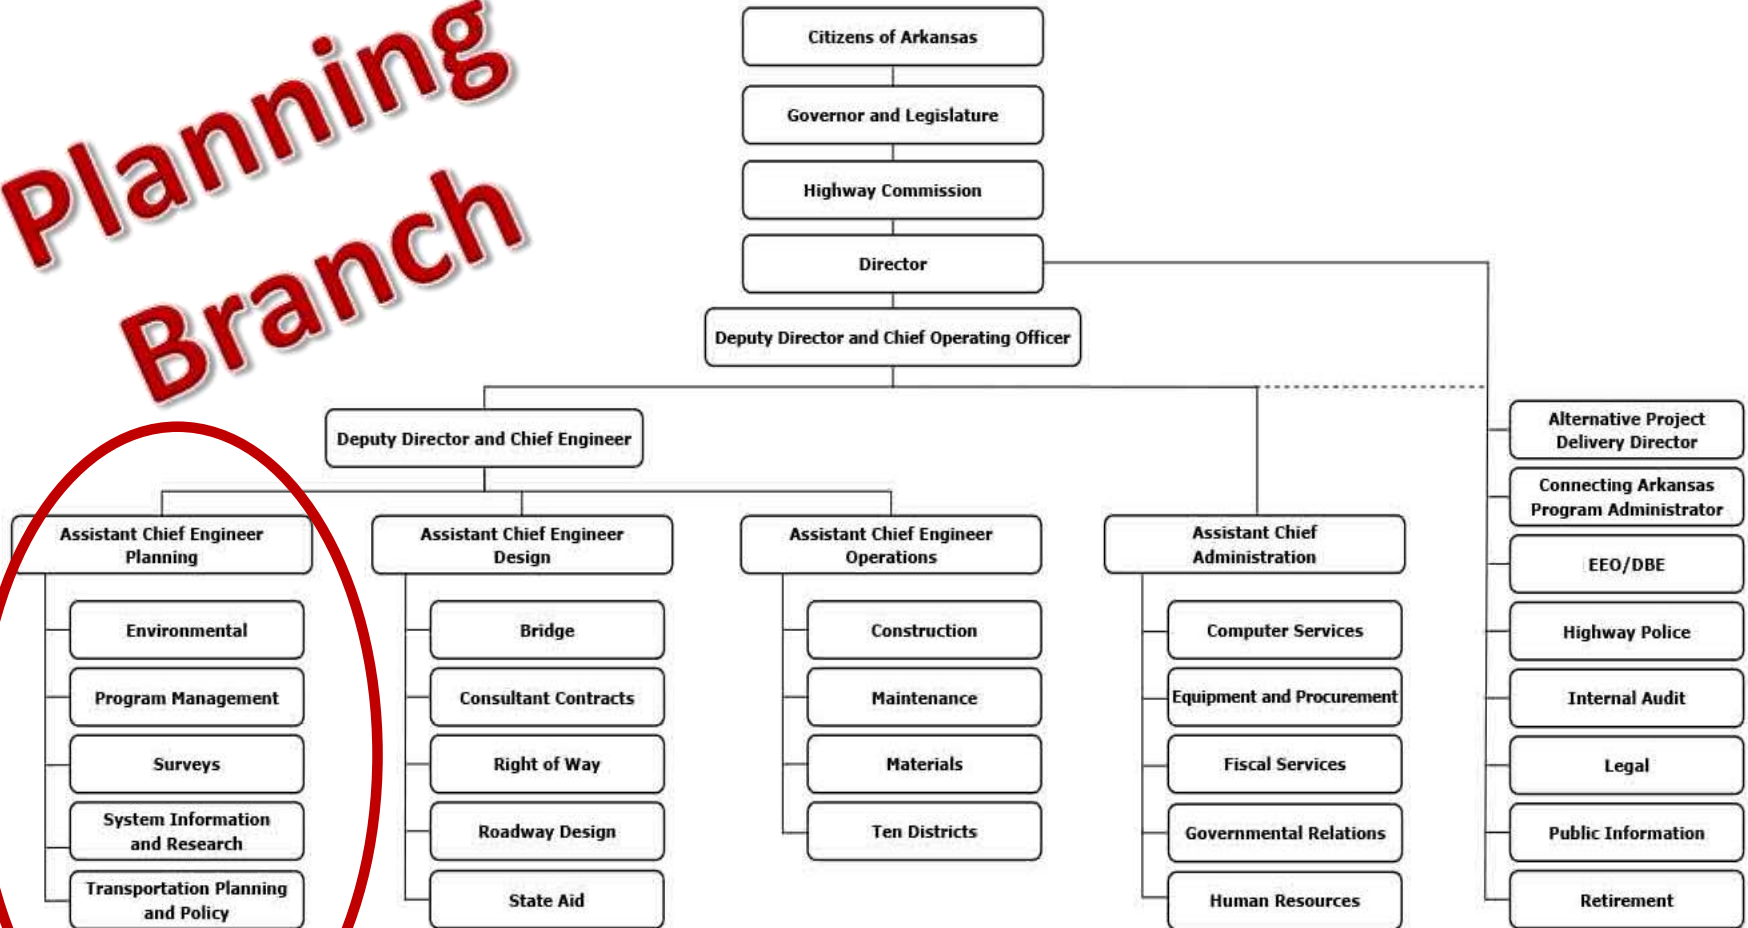 Planning
Branch
Citizens of Arkansas
Governor and Legislature
Highway Commission
Director
Deputy Director and Chief Operating Officer
Deputy Director and Chief Engineer
Assistant Chief Engineer
Planning
Environmental
Program Management
Surveys
System Information
and Research
Transportation Planning
and Policy
Assistant Chief Engineer
Design
Bridge
Consultant Contracts
Right of Way
Roadway Design
State Aid
Assistant Chief Engineer
Operations
Construction
Maintenance
Materials
Ten Districts
Assistant Chief
Administration
Computer Services
Equipment and Procurement
Fiscal Services
Governmental Relations
Human Resources
Alternative Project
Delivery Director
Connecting Arkansas
Program Administrator
EEO/DBE
Highway Police
Internal Audit
Legal
Public Information
Retirement